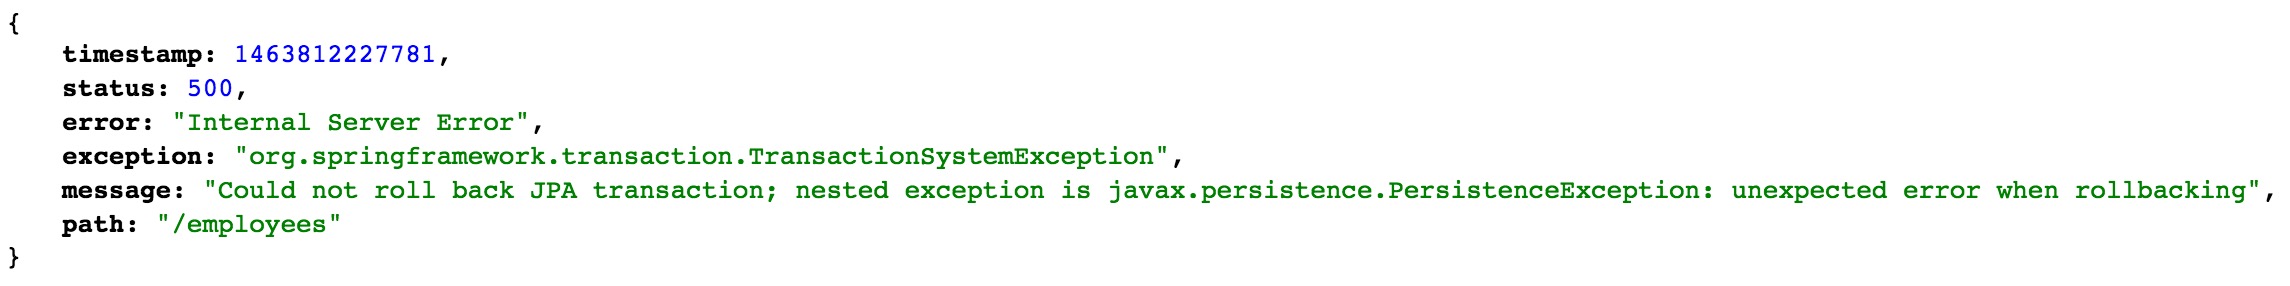 {
timestamp: 1463812227781,
status: 500,
error: "Internal Server Error",
exception: "org.springframework.transaction.TransactionSystemException",
message: "Could not roll back JPA transaction; nested exception is javax.persistence.PersistenceException: unexpected error when rollbacking",
path: "/employees"
}